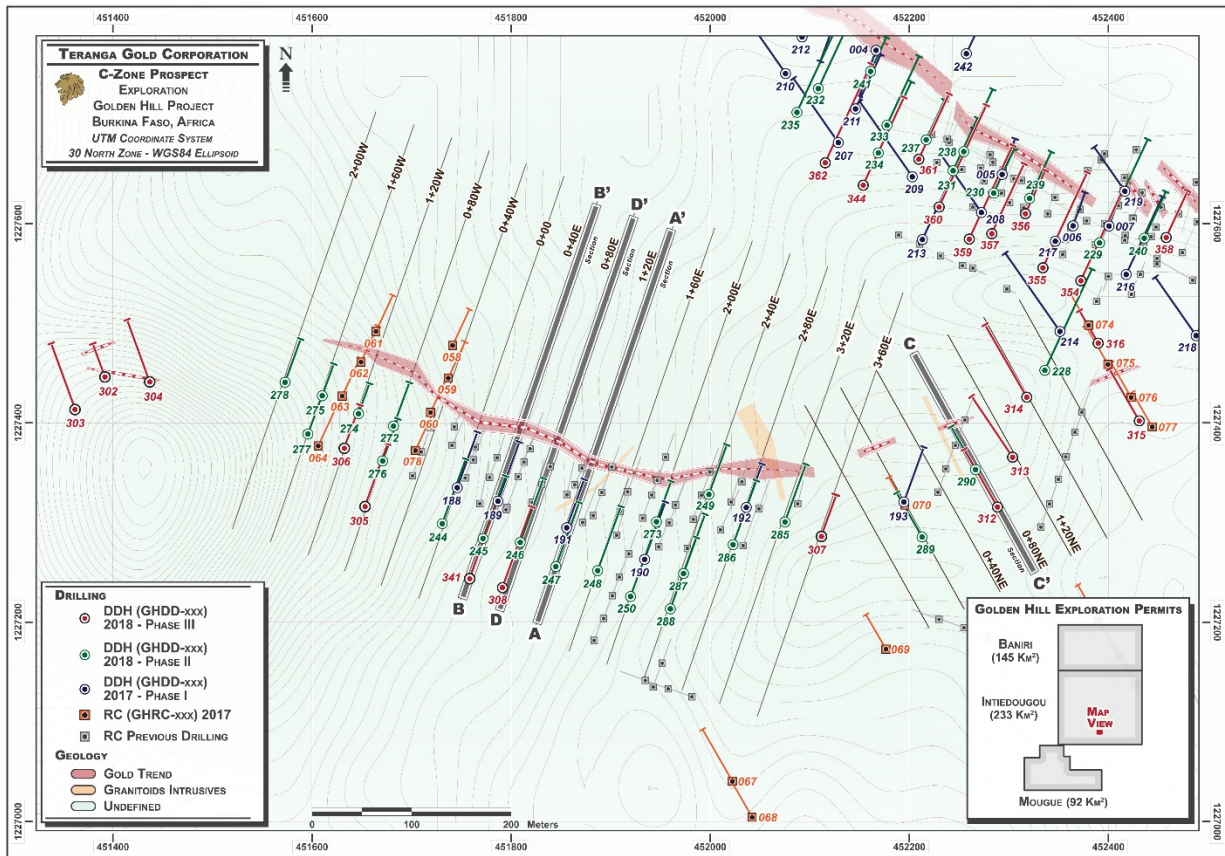 451400
451600
451800
452000
452200
452400
Teranga Gold Corporation
C-Zone Prospect
Exploration
Golden Hill Project
Burkina Faso, Africa
UTM Coordinate System
30 North Zone - WGS84 Ellipsoid
N
212
004
242
210
241
232
235
211
233
207
237
238
234
362
361
231
005
344
209
230
239
360
208
356
219
213
359
357
006
217
007
229
240
358
355
354
216
1227600
1227600
2+00W
1+60W
1+20W
0+80W
0+40W
0+00
0+40E
0+80E
1+20E
1+60E
2+00E
2+40E
2+80E
3+20E
3+60E
B'
D'
A'
Section
Section
Section
214
218
228
074
316
075
076
077
315
314
313
C
061
058
062
059
302
304
303
278
275
063
274
060
277
272
064
306
276
078
305
1227400
1227400
188
189
244
245
191
246
341
308
247
248
190
250
273
249
287
288
192
286
285
307
193
070
289
290
312
0+40NE
0+80NE
1+20NE
Section
C'
B
D
A
1227200
1227200
069
067
068
Drilling
DDH (GHDD-xxx)
2018 - Phase III
DDH (GHDD-xxx)
2018 - Phase II
DDH (GHDD-xxx)
2017 - Phase I
RC (GHRC-xxx) 2017
RC Previous Drilling
Geology
Gold Trend
Granitoids Intrusives
Undefined
Golden Hill Exploration Permits
Baniri
(145 Km²)
Intiedougou
(233 Km²)
Map
View
Mougue (92 Km²)
0 100 200 Meters
1227000
1227000
451400
451600
451800
452000
452200
452400